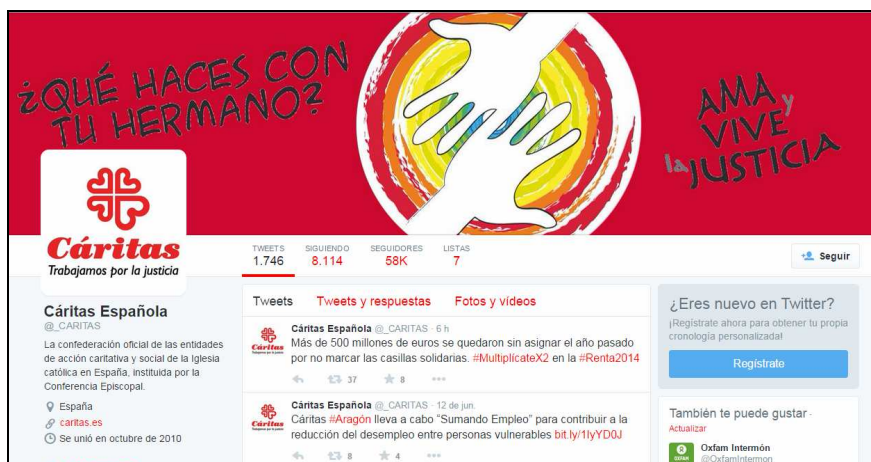 ¿QUÉ HACES CON
TU HERMANO?
AMA y
VIVE
la JUSTICIA
Cáritas
Trabajamos por la justicia
TWEETS SIGUIENDO SEGUIDORES LISTAS
1.746 8.114 58K 7
Seguir
Cáritas Española
@_CARITAS
La confederación oficial de las entidades
de acción caritativa y social de la Iglesia
católica en España, instituida por la
Conferencia Episcopal.
España
caritas.es
Se unió en octubre de 2010
Tweets Tweets y respuestas Fotos y vídeos
Cáritas Española @_CARITAS · 6 h
Más de 500 millones de euros se quedaron sin asignar el año pasado
por no marcar las casillas solidarias. #MultiplícateX2 en la #Renta2014
37 8
Cáritas Española @_CARITAS · 12 de jun.
Cáritas #Aragón lleva a cabo "Sumando Empleo" para contribuir a la
reducción del desempleo entre personas vulnerables bit.ly/1IyYD0J
8 4
¿Eres nuevo en Twitter?
¡Regístrate ahora para obtener tu propia
cronología personalizada!
Regístrate
También te puede gustar ·
Actualizar
Oxfam Intermón
@OxfamIntermon